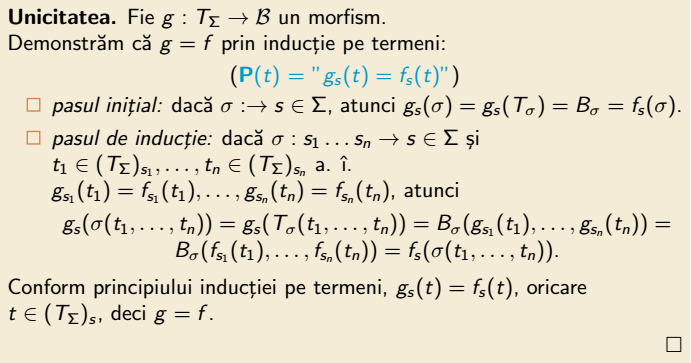 Unicitatea. Fie g : T_Σ → B un morfism.
Demonstrăm că g = f prin inducție pe termeni:
(P(t) = "g_s(t) = f_s(t)")
□ pasul inițial: dacă σ :→ s ∈ Σ, atunci g_s(σ) = g_s(T_σ) = B_σ = f_s(σ).
□ pasul de inducție: dacă σ : s_1 … s_n → s ∈ Σ și
t_1 ∈ (T_Σ)_{s_1}, …, t_n ∈ (T_Σ)_{s_n} a. î.
g_{s_1}(t_1) = f_{s_1}(t_1), …, g_{s_n}(t_n) = f_{s_n}(t_n), atunci
g_s(σ(t_1, …, t_n)) = g_s(T_σ(t_1, …, t_n)) = B_σ(g_{s_1}(t_1), …, g_{s_n}(t_n)) =
B_σ(f_{s_1}(t_1), …, f_{s_n}(t_n)) = f_s(σ(t_1, …, t_n)).
Conform principiului inducției pe termeni, g_s(t) = f_s(t), oricare
t ∈ (T_Σ)_s, deci g = f.
□